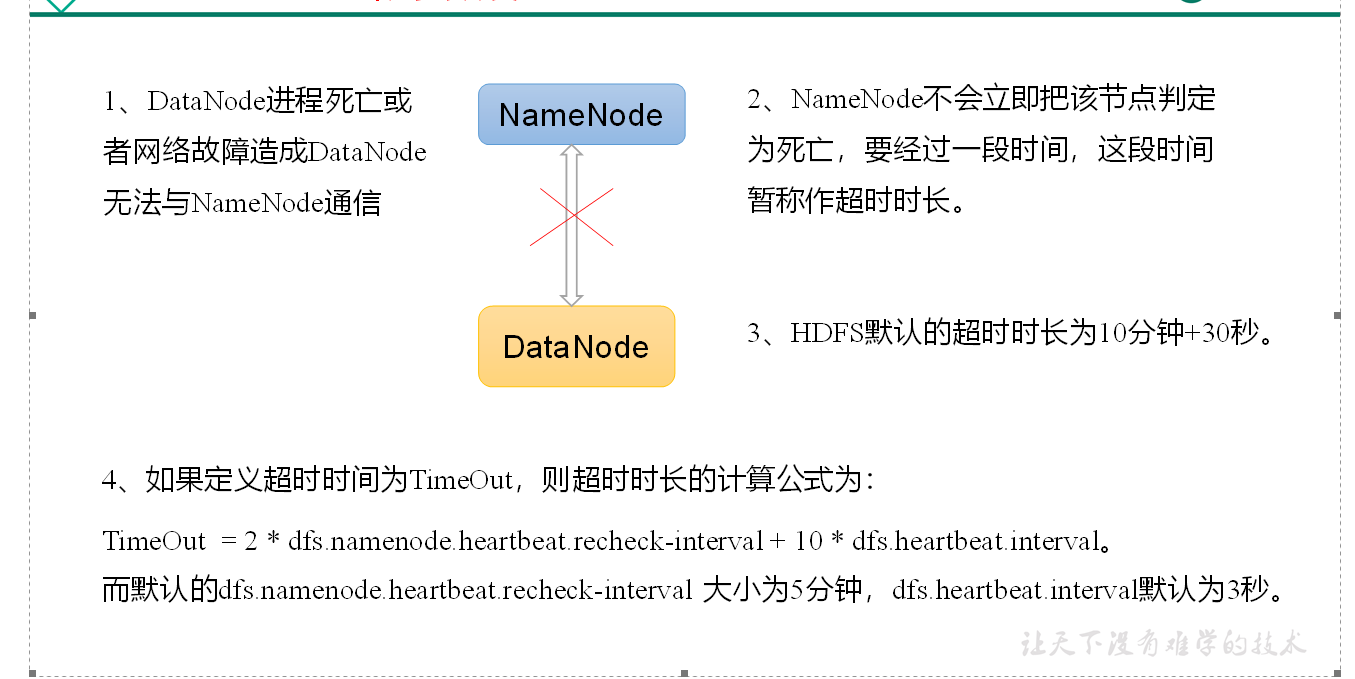 1、DataNode进程死亡或
者网络故障造成DataNode
无法与NameNode通信
NameNode
DataNode
2、NameNode不会立即把该节点判定
为死亡，要经过一段时间，这段时间
暂称作超时时长。
3、HDFS默认的超时时长为10分钟+30秒。
4、如果定义超时时间为TimeOut，则超时时长的计算公式为：
TimeOut = 2 * dfs.namenode.heartbeat.recheck-interval + 10 * dfs.heartbeat.interval。
而默认的dfs.namenode.heartbeat.recheck-interval 大小为5分钟，dfs.heartbeat.interval默认为3秒。
让天下没有难学的技术